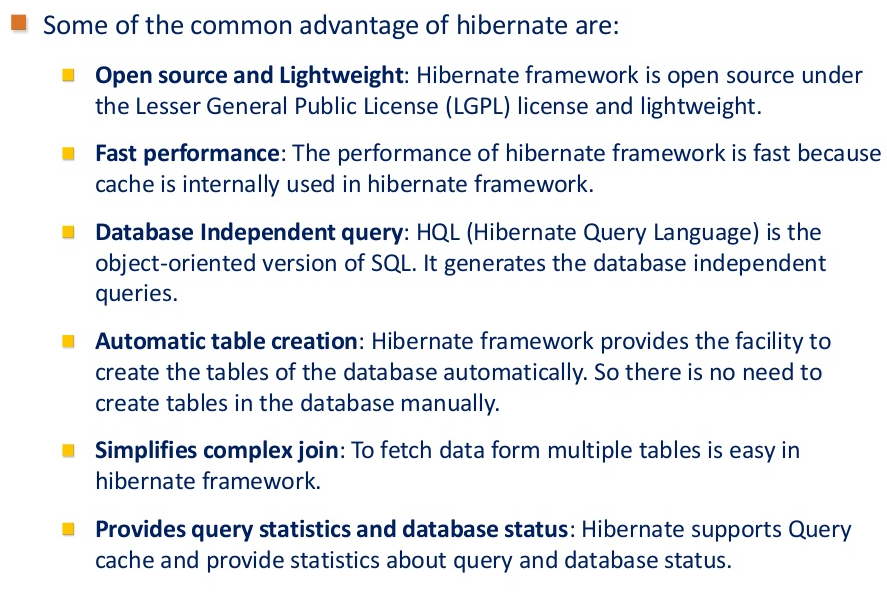 Some of the common advantage of hibernate are:
Open source and Lightweight: Hibernate framework is open source under
the Lesser General Public License (LGPL) license and lightweight.
Fast performance: The performance of hibernate framework is fast because
cache is internally used in hibernate framework.
Database Independent query: HQL (Hibernate Query Language) is the
object-oriented version of SQL. It generates the database independent
queries.
Automatic table creation: Hibernate framework provides the facility to
create the tables of the database automatically. So there is no need to
create tables in the database manually.
Simplifies complex join: To fetch data form multiple tables is easy in
hibernate framework.
Provides query statistics and database status: Hibernate supports Query
cache and provide statistics about query and database status.